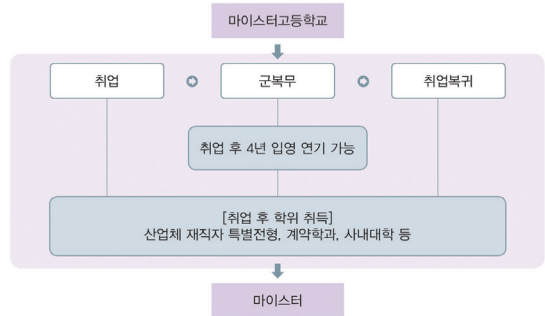 마이스터고등학교
취업
군복무
취업복귀
취업 후 4년 입영 연기 가능
[취업 후 학위 취득]
산업체 재직자 특별전형, 계약학과, 사내대학 등
마이스터